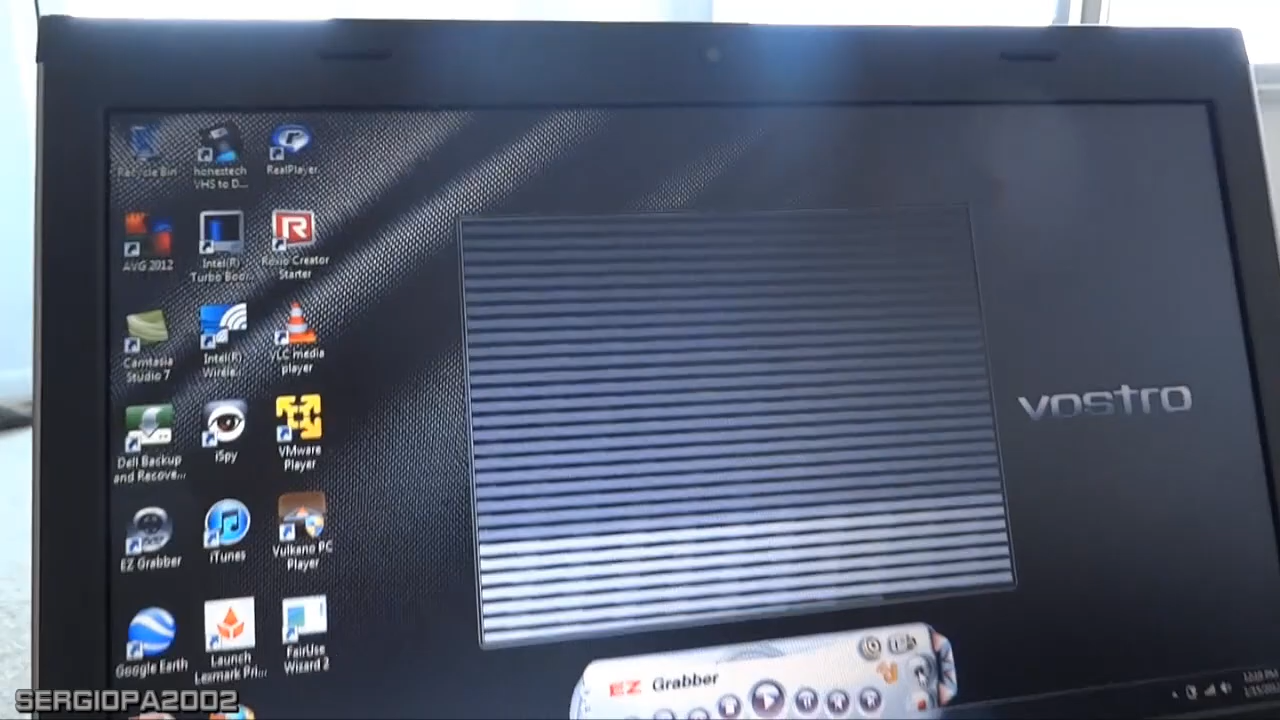 Recycle Bin
honestech
VHS to D...
RealPlayer
AVG 2012
Intel(R)
Turbo Boo...
Roxio Creator
Starter
Camtasia
Studio 7
Intel(R)
Wirele...
VLC media
player
Dell Backup
and Recove...
iSpy
VMware
Player
vostro
EZ Grabber
iTunes
Vulkano PC
Player
Google Earth
Launch
Lexmark Pri...
FairUse
Wizard 2
EZ Grabber
SERGIOPA2002